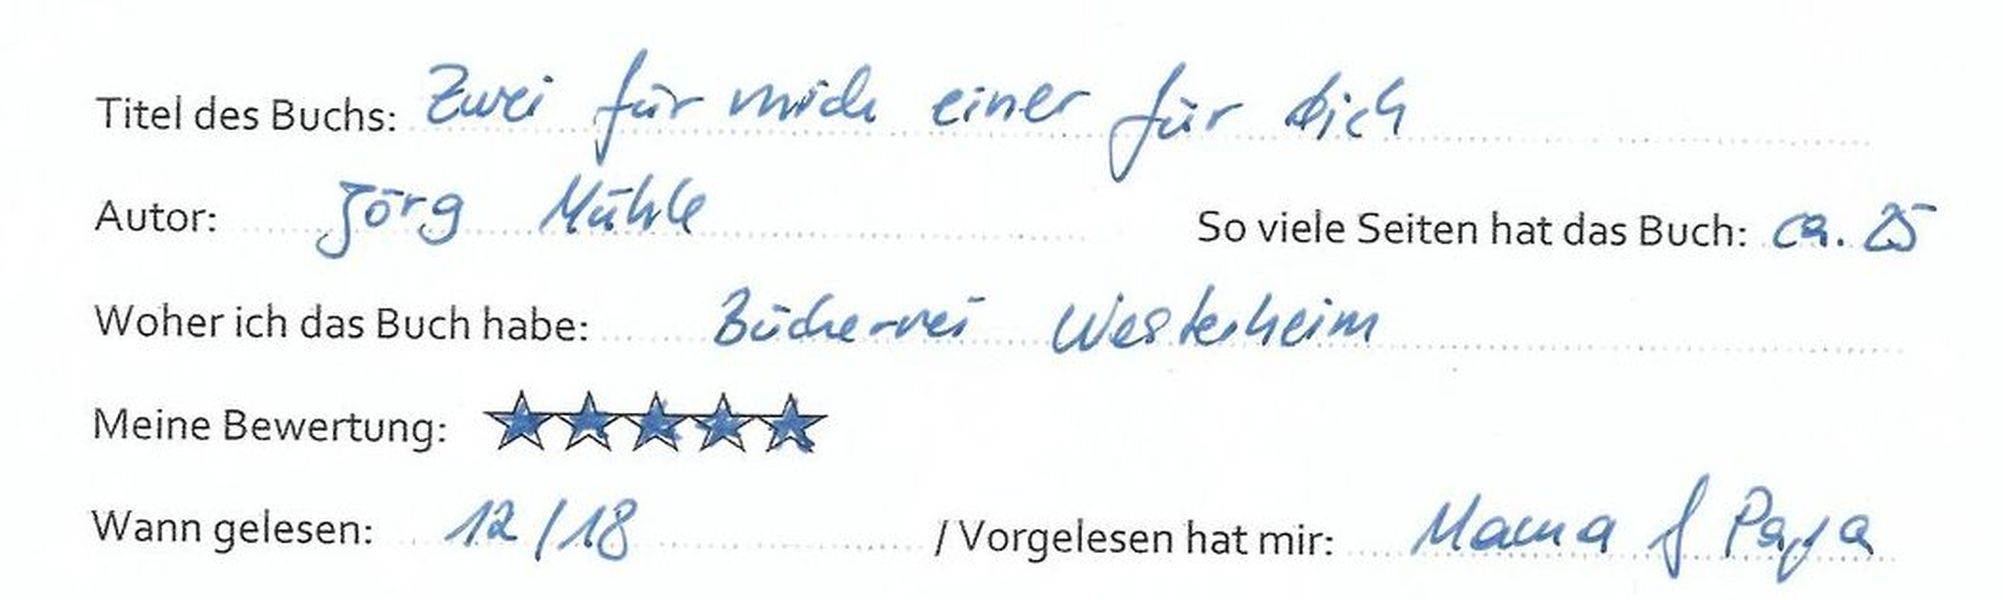 Titel des Buchs: Zwei für mich einer für dich
Autor: Jörg Mühle So viele Seiten hat das Buch: ca. 25
Woher ich das Buch habe: Bücherei Westerheim
Meine Bewertung: ★★★★★
Wann gelesen: 12/18 / Vorgelesen hat mir: Mama & Papa